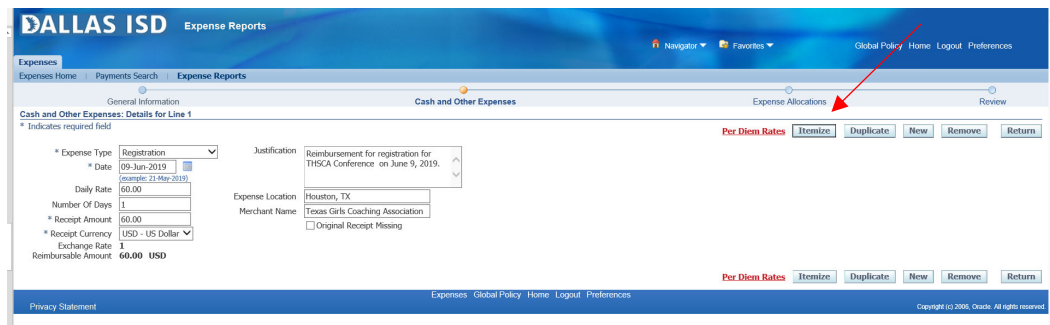 DALLAS ISD Expense Reports
Navigator Favorites Global Policy Home Logout Preferences
Expenses
Expenses Home | Payments Search | Expense Reports
General Information Cash and Other Expenses Expense Allocations Review
Cash and Other Expenses: Details for Line 1
* Indicates required field
Per Diem Rates Itemize Duplicate New Remove Return
* Expense Type Registration
* Date 09-Jun-2019
(example: 21-May-2019)
Daily Rate 60.00
Number Of Days 1
* Receipt Amount 60.00
* Receipt Currency USD - US Dollar
Exchange Rate 1
Reimbursable Amount 60.00 USD
Justification Reimbursement for registration for
THSCA Conference on June 9, 2019.
Expense Location Houston, TX
Merchant Name Texas Girls Coaching Association
Original Receipt Missing
Per Diem Rates Itemize Duplicate New Remove Return
Expenses Global Policy Home Logout Preferences
Privacy Statement Copyright (c) 2006, Oracle. All rights reserved.